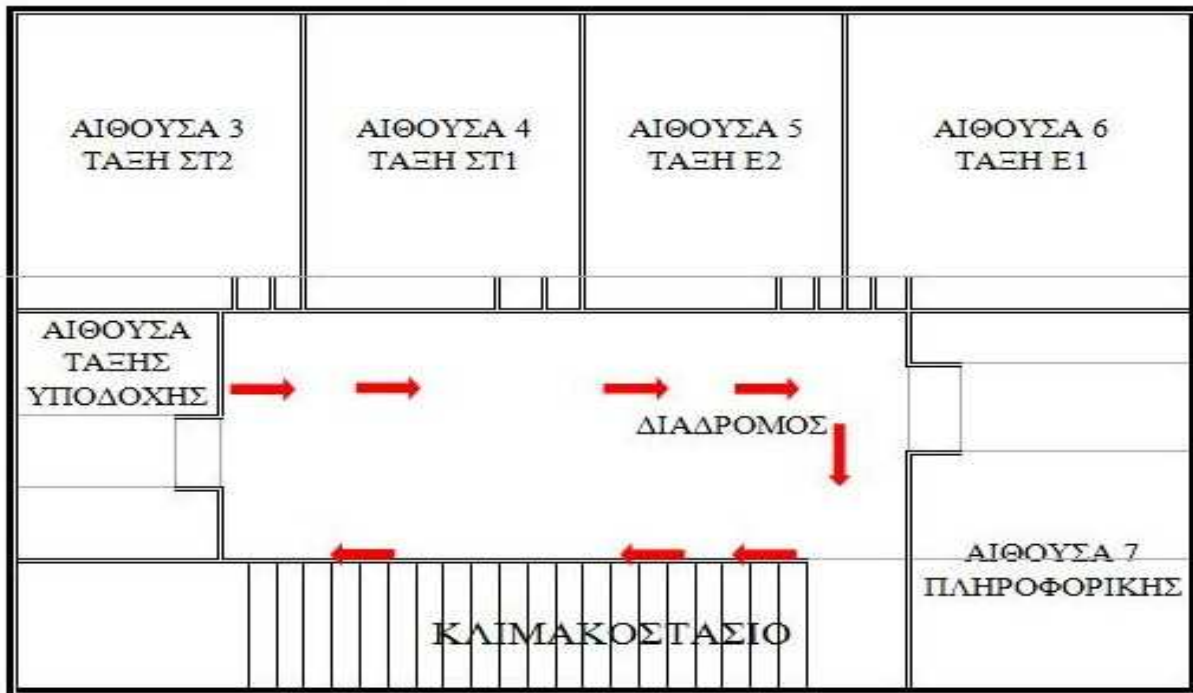 ΑΙΘΟΥΣΑ 3
ΤΑΞΗ ΣΤ2
ΑΙΘΟΥΣΑ 4
ΤΑΞΗ ΣΤ1
ΑΙΘΟΥΣΑ 5
ΤΑΞΗ Ε2
ΑΙΘΟΥΣΑ 6
ΤΑΞΗ Ε1
ΑΙΘΟΥΣΑ
ΤΑΞΗΣ
ΥΠΟΔΟΧΗΣ
ΔΙΑΔΡΟΜΟΣ
ΑΙΘΟΥΣΑ 7
ΠΛΗΡΟΦΟΡΙΚΗΣ
ΚΛΙΜΑΚΟΣΤΑΣΙΟ